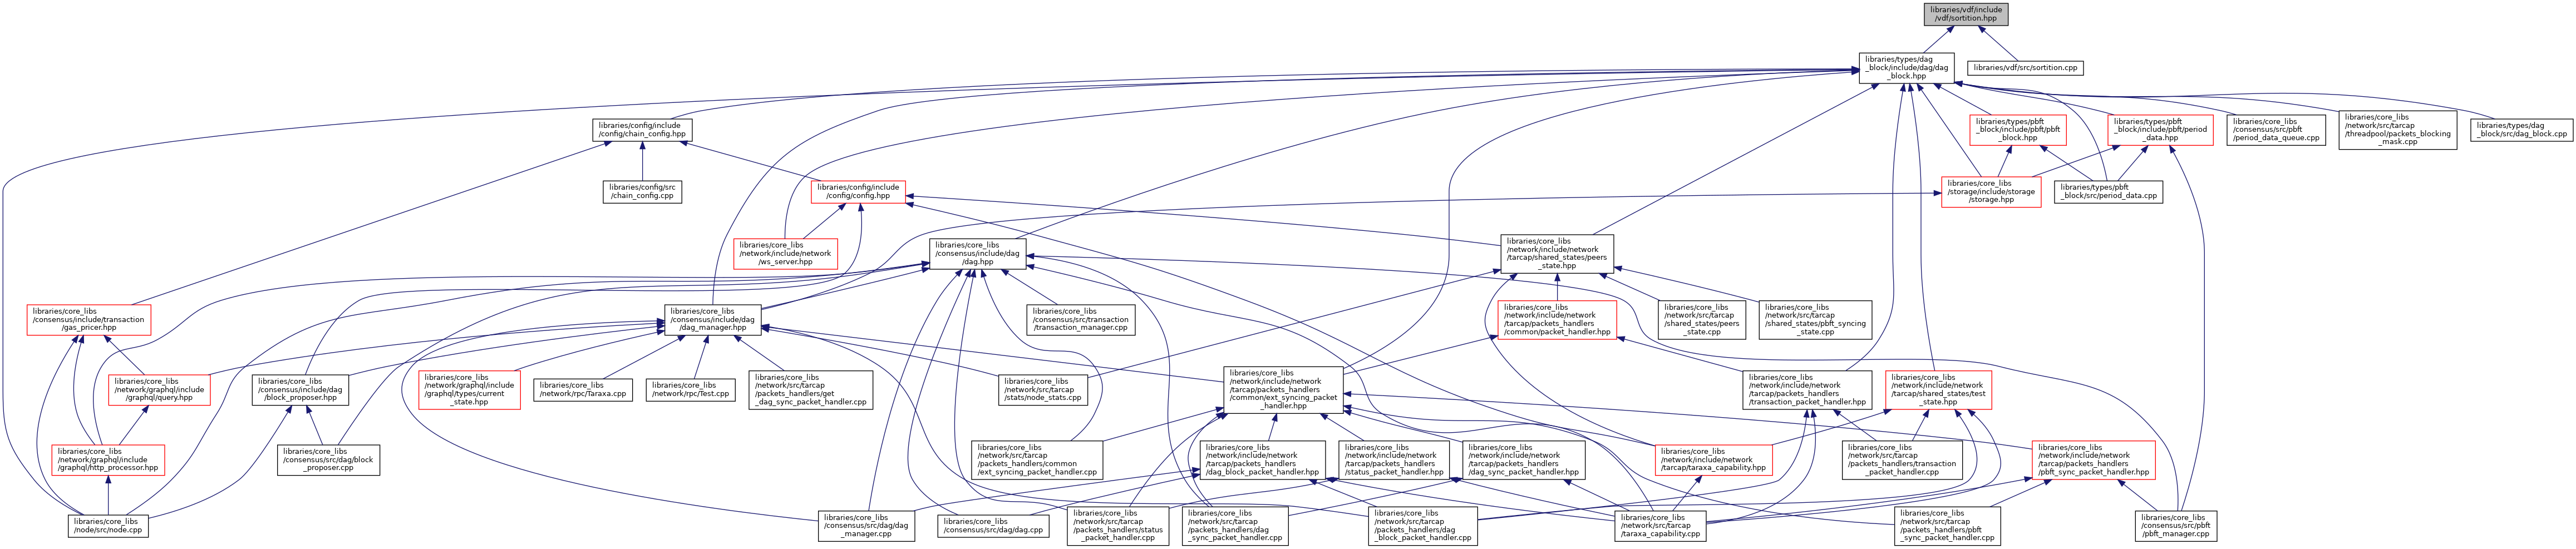 libraries/vdf/include
/vdf/sortition.hpp
libraries/types/dag
_block/include/dag/dag
_block.hpp
libraries/vdf/src/sortition.cpp
libraries/config/include
/config/chain_config.hpp
libraries/types/pbft
_block/include/pbft/pbft
_block.hpp
libraries/types/pbft
_block/include/pbft/period
_data.hpp
libraries/core_libs
/consensus/src/pbft
/period_data_queue.cpp
libraries/core_libs
/network/src/tarcap
/threadpool/packets_blocking
_mask.cpp
libraries/types/dag
_block/src/dag_block.cpp
libraries/config/src
/chain_config.cpp
libraries/config/include
/config/config.hpp
libraries/core_libs
/storage/include/storage
/storage.hpp
libraries/types/pbft
_block/src/period_data.cpp
libraries/core_libs
/network/include/network
/ws_server.hpp
libraries/core_libs
/consensus/include/dag
/dag.hpp
libraries/core_libs
/network/include/network
/tarcap/shared_states/peers
_state.hpp
libraries/core_libs
/consensus/include/transaction
/gas_pricer.hpp
libraries/core_libs
/consensus/include/dag
/dag_manager.hpp
libraries/core_libs
/consensus/src/transaction
/transaction_manager.cpp
libraries/core_libs
/network/include/network
/tarcap/packets_handlers
/common/packet_handler.hpp
libraries/core_libs
/network/src/tarcap
/shared_states/peers
_state.cpp
libraries/core_libs
/network/src/tarcap
/shared_states/pbft_syncing
_state.cpp
libraries/core_libs
/network/graphql/include
/graphql/query.hpp
libraries/core_libs
/consensus/include/dag
/block_proposer.hpp
libraries/core_libs
/network/graphql/include
/graphql/types/current
_state.hpp
libraries/core_libs
/network/rpc/Taraxa.cpp
libraries/core_libs
/network/rpc/Test.cpp
libraries/core_libs
/network/src/tarcap
/packets_handlers/get
_dag_sync_packet_handler.cpp
libraries/core_libs
/network/src/tarcap
/stats/node_stats.cpp
libraries/core_libs
/network/include/network
/tarcap/packets_handlers
/common/ext_syncing_packet
_handler.hpp
libraries/core_libs
/network/include/network
/tarcap/packets_handlers
/transaction_packet_handler.hpp
libraries/core_libs
/network/include/network
/tarcap/shared_states/test
_state.hpp
libraries/core_libs
/network/graphql/include
/graphql/http_processor.hpp
libraries/core_libs
/consensus/src/dag/block
_proposer.cpp
libraries/core_libs
/network/src/tarcap
/packets_handlers/common
/ext_syncing_packet_handler.cpp
libraries/core_libs
/network/include/network
/tarcap/packets_handlers
/dag_block_packet_handler.hpp
libraries/core_libs
/network/include/network
/tarcap/packets_handlers
/status_packet_handler.hpp
libraries/core_libs
/network/include/network
/tarcap/packets_handlers
/dag_sync_packet_handler.hpp
libraries/core_libs
/network/include/network
/tarcap/taraxa_capability.hpp
libraries/core_libs
/network/src/tarcap
/packets_handlers/transaction
_packet_handler.cpp
libraries/core_libs
/network/include/network
/tarcap/packets_handlers
/pbft_sync_packet_handler.hpp
libraries/core_libs
/node/src/node.cpp
libraries/core_libs
/consensus/src/dag/dag
_manager.cpp
libraries/core_libs
/consensus/src/dag/dag.cpp
libraries/core_libs
/network/src/tarcap
/packets_handlers/status
_packet_handler.cpp
libraries/core_libs
/network/src/tarcap
/packets_handlers/dag
_sync_packet_handler.cpp
libraries/core_libs
/network/src/tarcap
/packets_handlers/dag
_block_packet_handler.cpp
libraries/core_libs
/network/src/tarcap
/taraxa_capability.cpp
libraries/core_libs
/network/src/tarcap
/packets_handlers/pbft
_sync_packet_handler.cpp
libraries/core_libs
/consensus/src/pbft
/pbft_manager.cpp